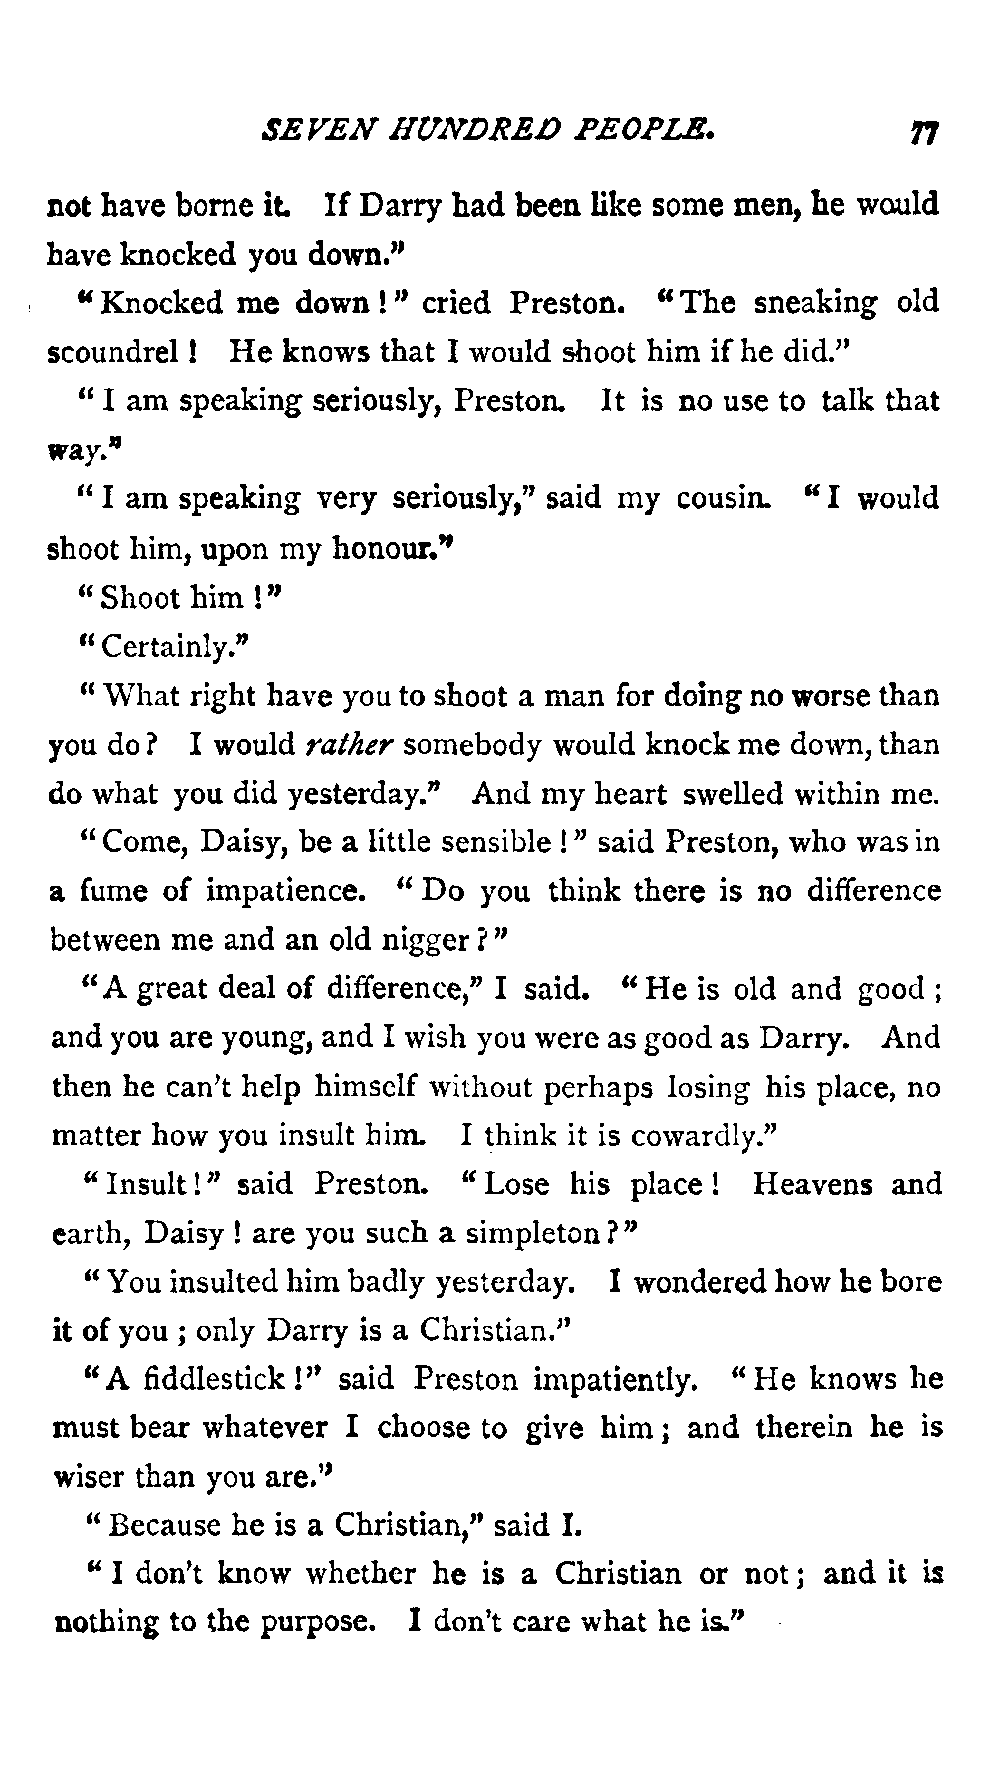 SEVEN HUNDRED PEOPLE. 77
not have borne it. If Darry had been like some men, he would
have knocked you down."
"Knocked me down!" cried Preston. "The sneaking old
scoundrel! He knows that I would shoot him if he did."
"I am speaking seriously, Preston. It is no use to talk that
way."
"I am speaking very seriously," said my cousin. "I would
shoot him, upon my honour."
"Shoot him!"
"Certainly."
"What right have you to shoot a man for doing no worse than
you do? I would rather somebody would knock me down, than
do what you did yesterday." And my heart swelled within me.
"Come, Daisy, be a little sensible!" said Preston, who was in
a fume of impatience. "Do you think there is no difference
between me and an old nigger?"
"A great deal of difference," I said. "He is old and good;
and you are young, and I wish you were as good as Darry. And
then he can't help himself without perhaps losing his place, no
matter how you insult him. I think it is cowardly."
"Insult!" said Preston. "Lose his place! Heavens and
earth, Daisy! are you such a simpleton?"
"You insulted him badly yesterday. I wondered how he bore
it of you; only Darry is a Christian."
"A fiddlestick!" said Preston impatiently. "He knows he
must bear whatever I choose to give him; and therein he is
wiser than you are."
"Because he is a Christian," said I.
"I don't know whether he is a Christian or not; and it is
nothing to the purpose. I don't care what he is."